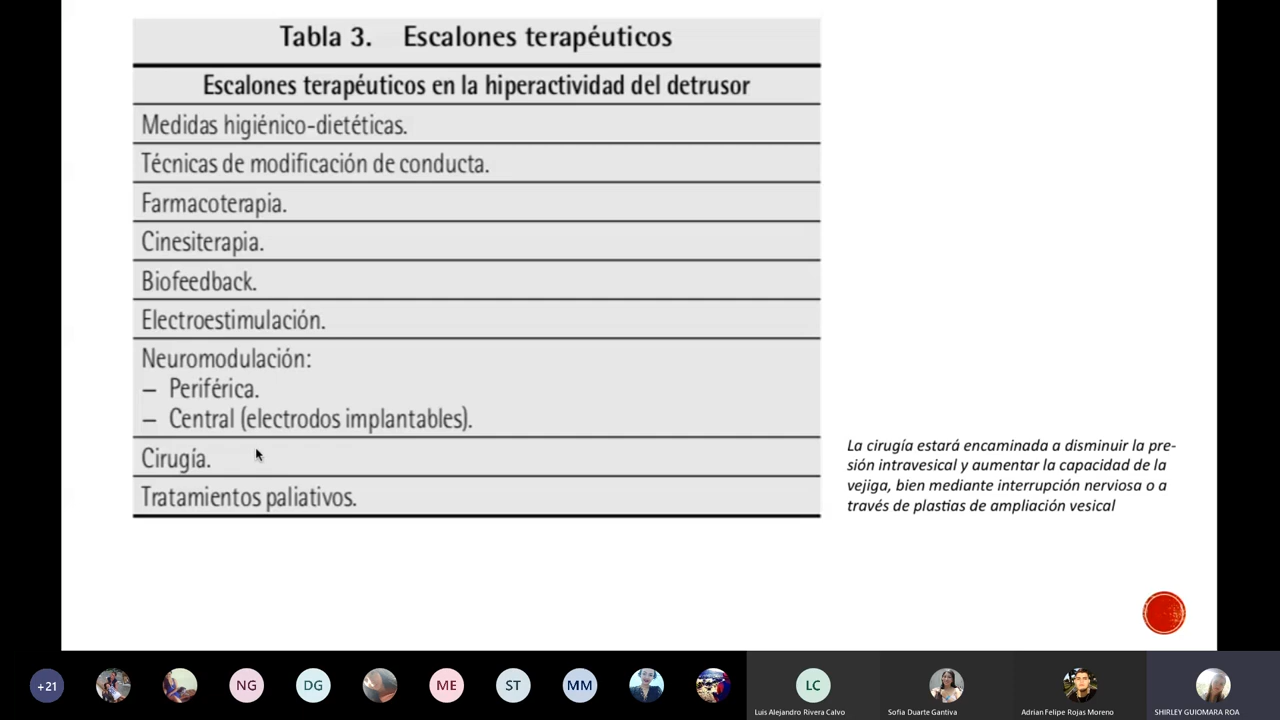 Tabla 3. Escalones terapéuticos
Escalones terapéuticos en la hiperactividad del detrusor
Medidas higiénico-dietéticas.
Técnicas de modificación de conducta.
Farmacoterapia.
Cinesiterapia.
Biofeedback.
Electroestimulación.
Neuromodulación:
– Periférica.
– Central (electrodos implantables).
Cirugía.
Tratamientos paliativos.
La cirugía estará encaminada a disminuir la pre-
sión intravesical y aumentar la capacidad de la
vejiga, bien mediante interrupción nerviosa o a
través de plastias de ampliación vesical
+21
NG
DG
ME
ST
MM
LC
Luis Alejandro Rivera Calvo
Sofia Duarte Gantiva
Adrian Felipe Rojas Moreno
SHIRLEY GUIOMARA ROA